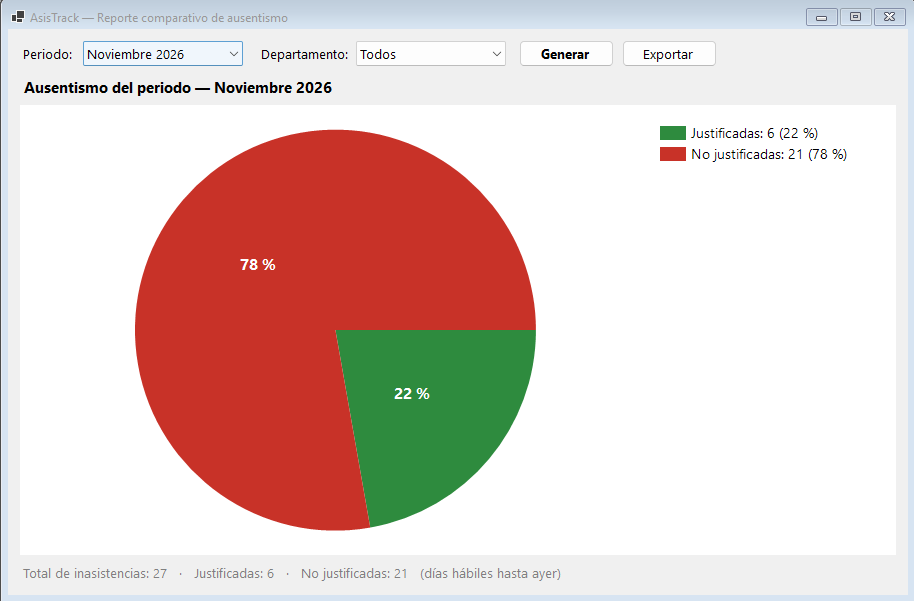 AsisTrack — Reporte comparativo de ausentismo
Periodo: Noviembre 2026 Departamento: Todos Generar Exportar
Ausentismo del periodo — Noviembre 2026
Justificadas: 6 (22 %)
No justificadas: 21 (78 %)
78 %
22 %
Total de inasistencias: 27 · Justificadas: 6 · No justificadas: 21 (días hábiles hasta ayer)